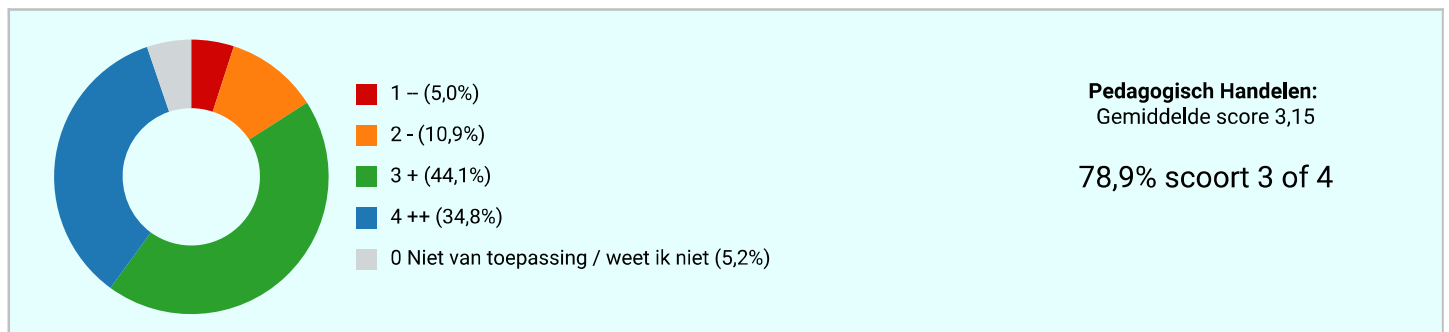 1 -- (5,0%)
2 - (10,9%)
3 + (44,1%)
4 ++ (34,8%)
0 Niet van toepassing / weet ik niet (5,2%)
Pedagogisch Handelen:
Gemiddelde score 3,15
78,9% scoort 3 of 4